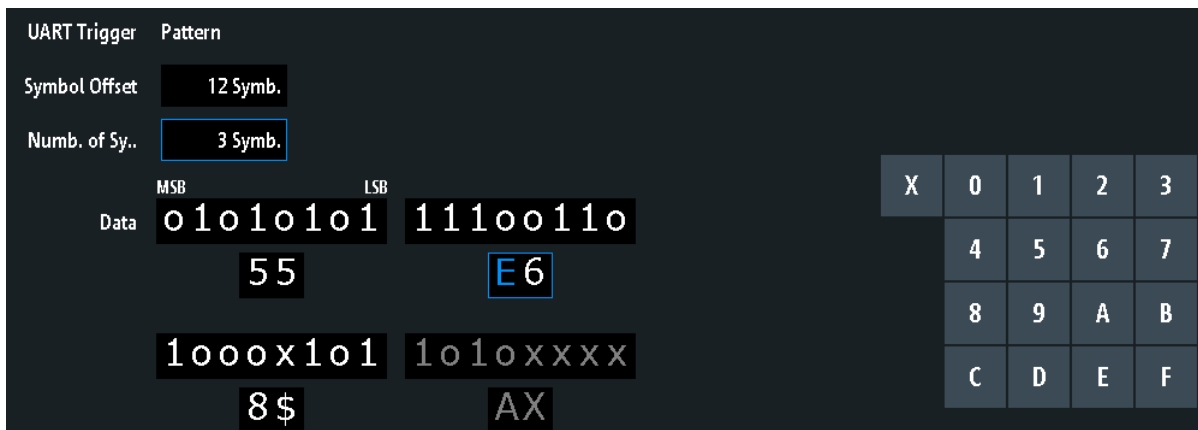 UART Trigger Pattern
Symbol Offset 12 Symb.
Numb. of Sy.. 3 Symb.
MSB LSB
Data o1o1o1o1 111oo11o
55 E6
1ooox1o1 1o1oxxxx
8$ AX
X 0 1 2 3
4 5 6 7
8 9 A B
C D E F